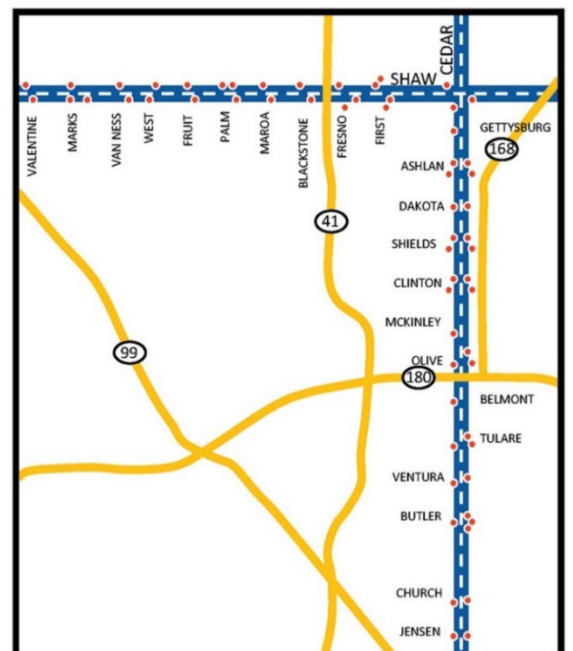 CEDAR
SHAW
VALENTINE
MARKS
VAN NESS
WEST
FRUIT
PALM
MAROA
BLACKSTONE
FRESNO
FIRST
GETTYSBURG
168
ASHLAN
DAKOTA
41
SHIELDS
CLINTON
MCKINLEY
99
OLIVE
180
BELMONT
TULARE
VENTURA
BUTLER
CHURCH
JENSEN